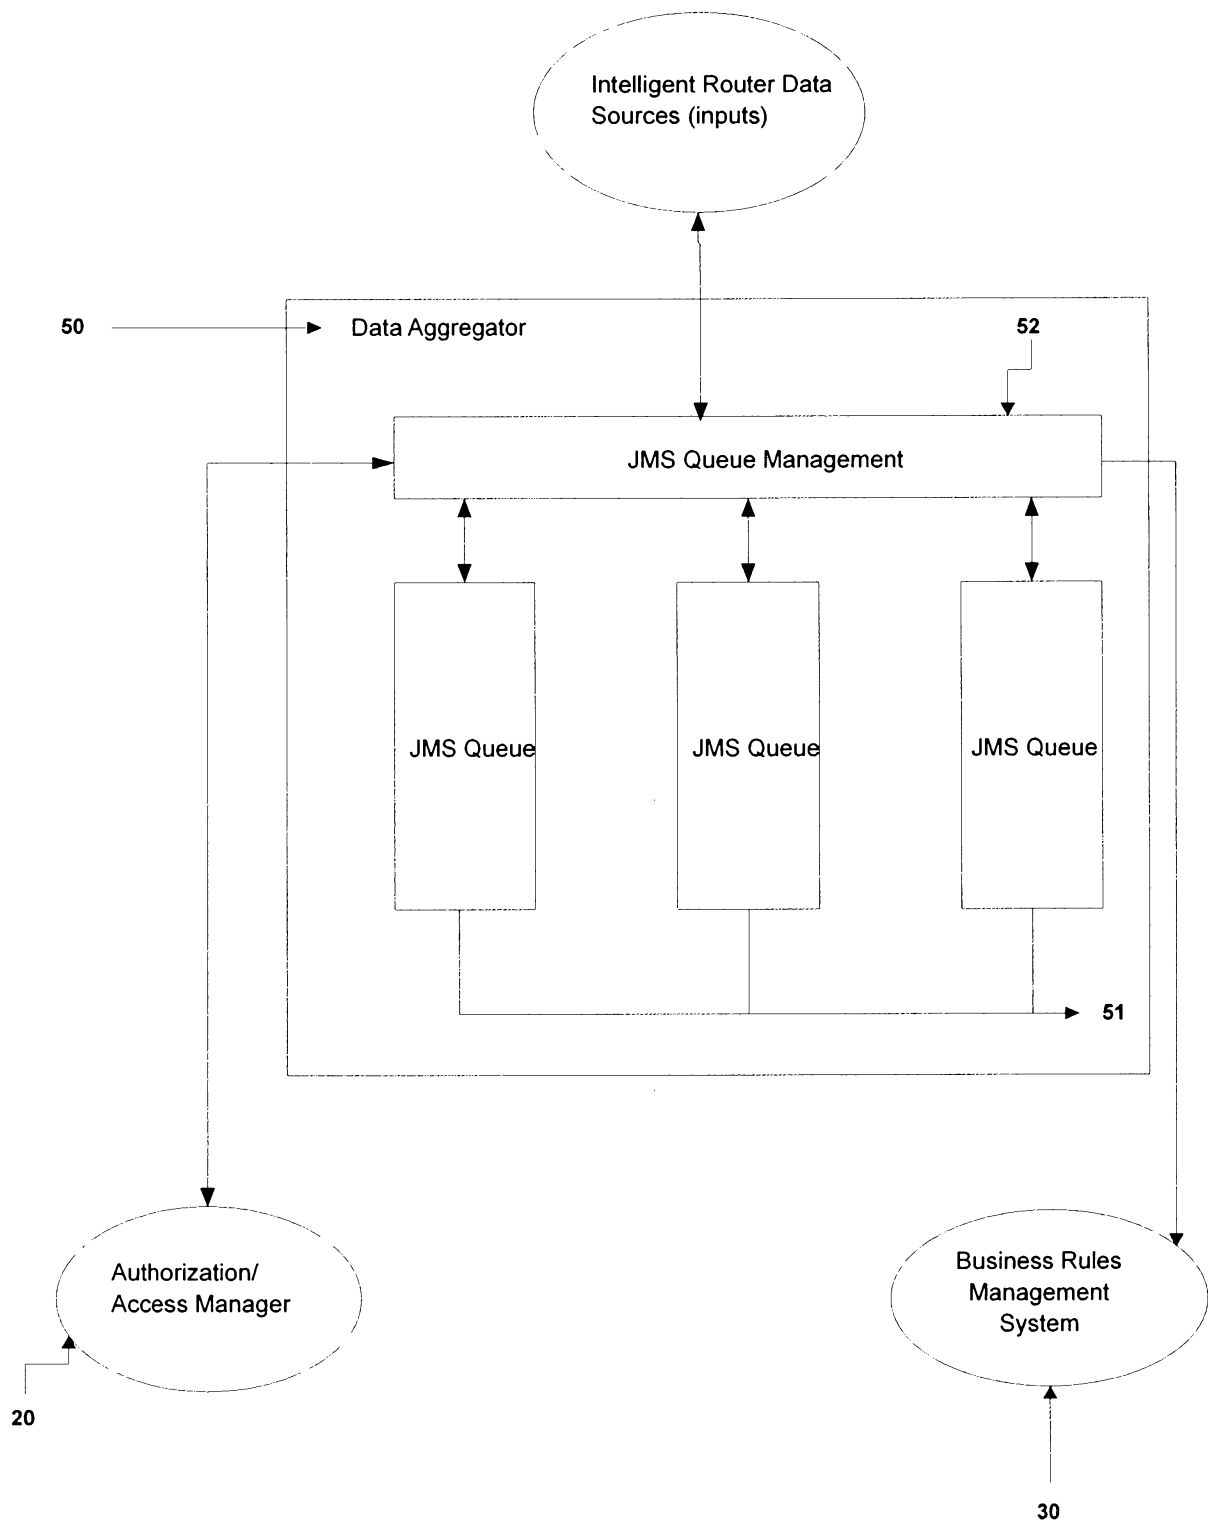 Intelligent Router Data
Sources (inputs)
50
Data Aggregator
52
JMS Queue Management
JMS Queue
JMS Queue
JMS Queue
51
Authorization/
Access Manager
Business Rules
Management
System
20
30